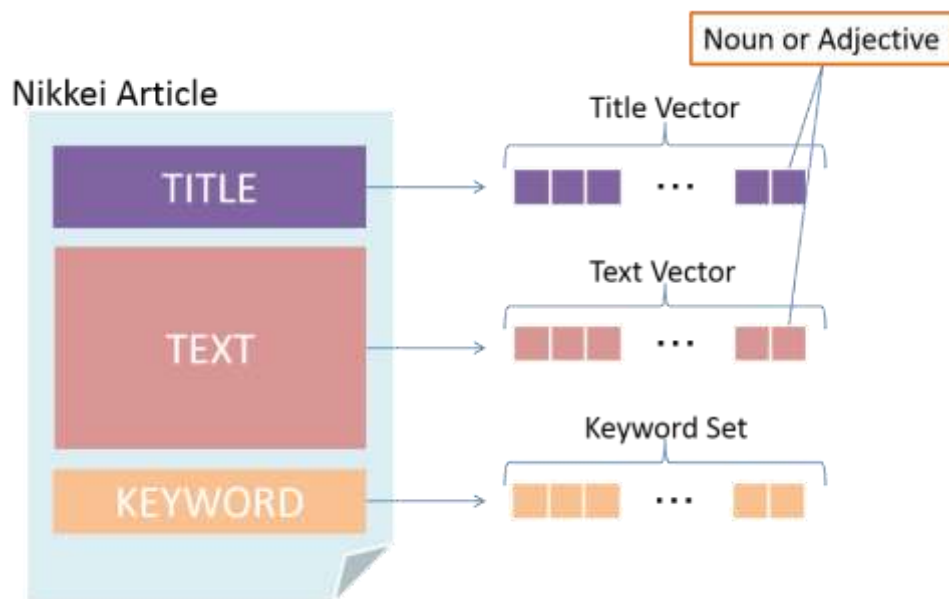 Noun or Adjective
Nikkei Article
Title Vector
TITLE
...
Text Vector
TEXT
...
Keyword Set
KEYWORD
...